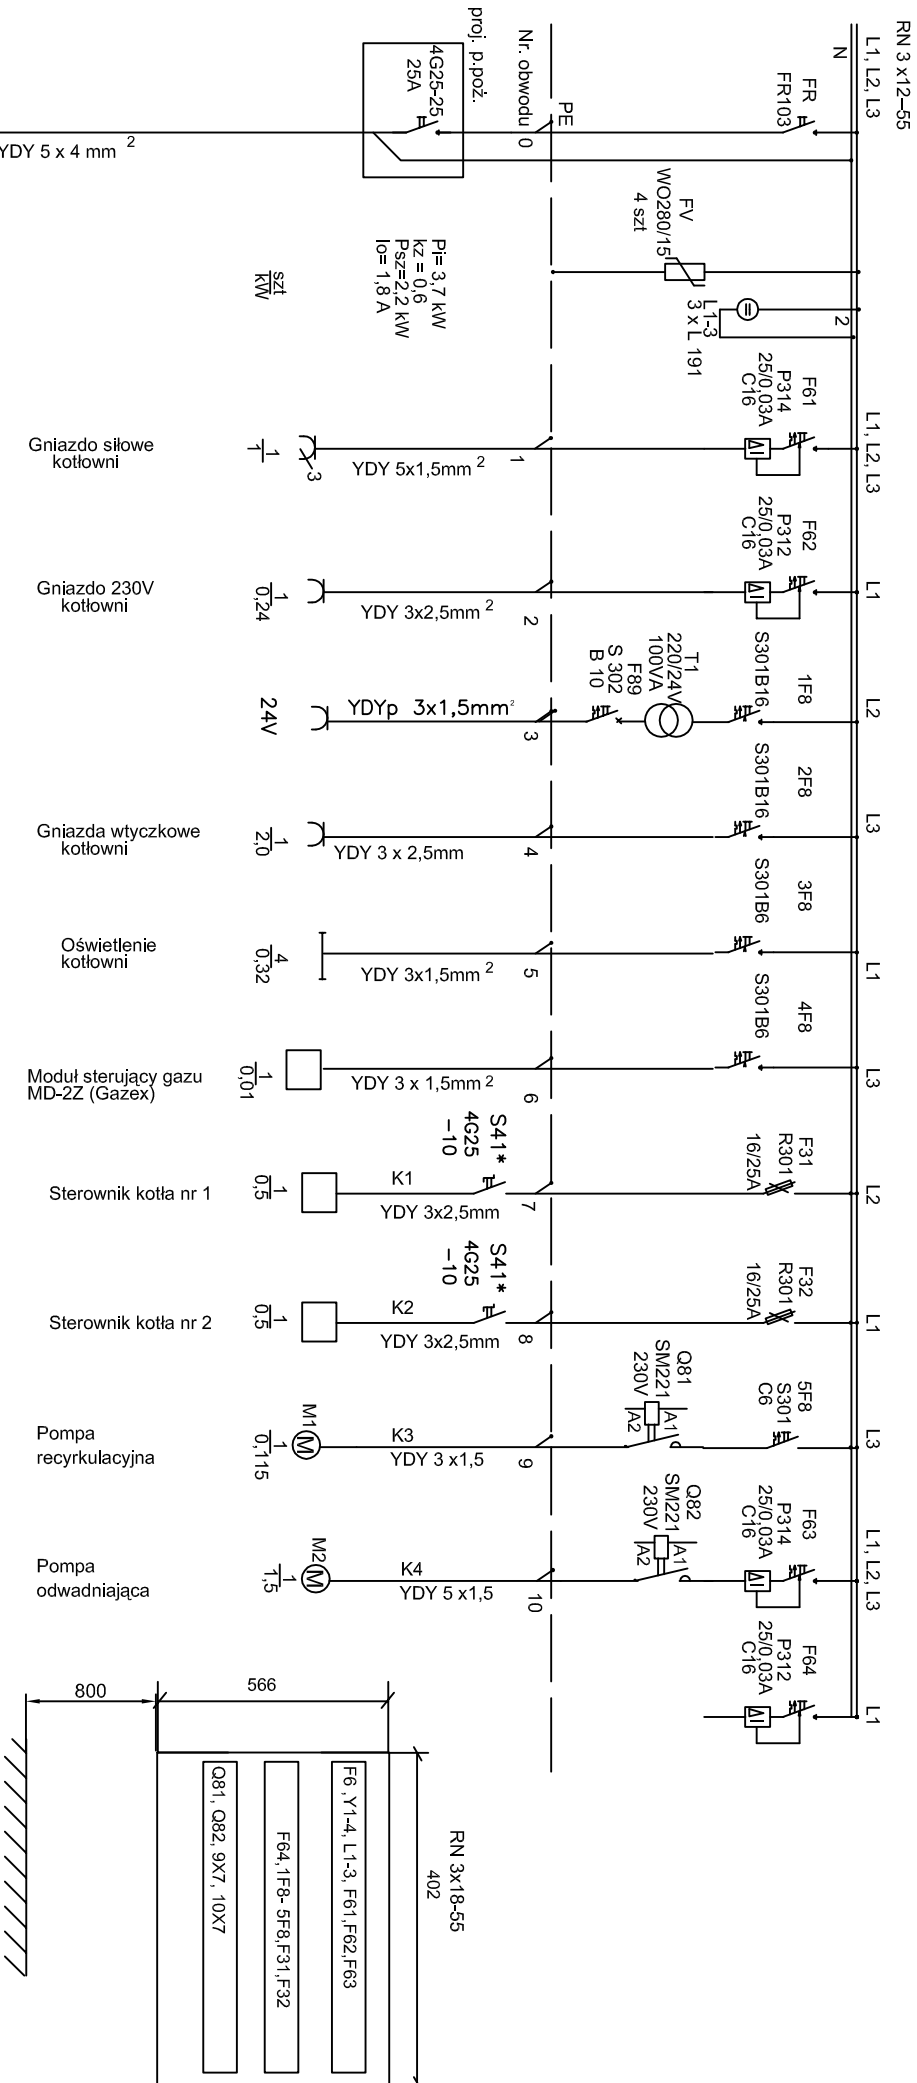 RN 3 x12–55
L1, L2, L3
N
FR
FR103
PE
Nr. obwodu
0
proj. p.poż.
4G25-25
25A
YDY 5 x 4 mm 2
FV
WO280/15
4 szt
2
L1-3
3 x L 191
Pi= 3,7 kW
kz = 0,6
Psz=2,2 kW
Io= 1,8 A
szt
kW
L1, L2, L3
F61
P314
25/0,03A
C16
ΔI
1
YDY 5x1,5mm 2
3
1
1
Gniazdo siłowe
kotłowni
L1
F62
P312
25/0,03A
C16
ΔI
2
YDY 3x2,5mm 2
1
0,24
Gniazdo 230V
kotłowni
L2
1F8
S301B16
T1
220/24V
100VA
F89
S 302
B 10
3
YDYp 3x1,5mm²
24V
L3
2F8
S301B16
4
YDY 3 x 2,5mm
1
2,0
Gniazda wtyczkowe
kotłowni
L1
3F8
S301B6
5
YDY 3x1,5mm 2
4
0,32
Oświetlenie
kotłowni
L3
4F8
S301B6
6
YDY 3 x 1,5mm 2
1
0,01
Moduł sterujący gazu
MD-2Z (Gazex)
L2
F31
R301
16/25A
7
S41*
4G25
–10
K1
YDY 3x2,5mm
1
0,5
Sterownik kotła nr 1
L1
F32
R301
16/25A
8
S41*
4G25
–10
K2
YDY 3x2,5mm
1
0,5
Sterownik kotła nr 2
L3
5F8
S301
C6
Q81
SM221
230V
A1
A2
9
K3
YDY 3 x1,5
M1
M
1
0,115
Pompa
recyrkulacyjna
L1, L2, L3
F63
P314
25/0,03A
C16
ΔI
Q82
SM221
230V
A1
A2
10
K4
YDY 5 x1,5
M2
M
1
1,5
Pompa
odwadniająca
L1
F64
P312
25/0,03A
C16
ΔI
800
566
RN 3x18-55
402
F6 ,Y1-4, L1-3, F61,F62,F63
F64,1F8- 5F8,F31,F32
Q81, Q82, 9X7, 10X7